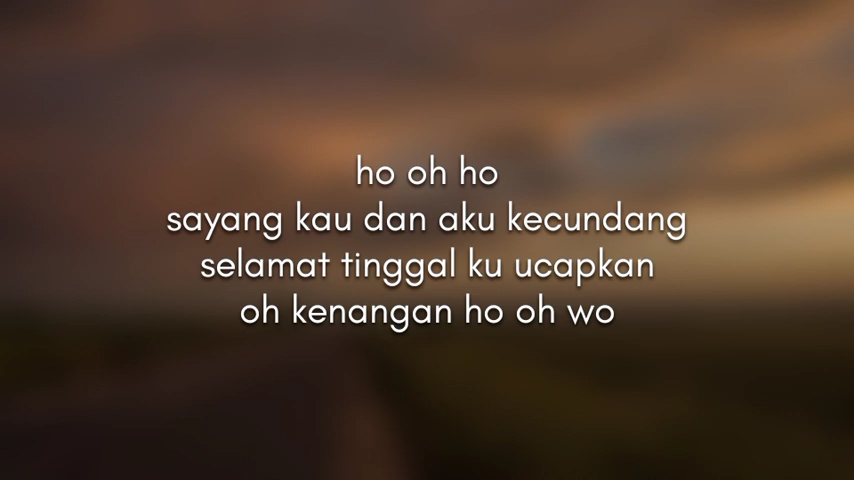 ho oh ho
sayang kau dan aku kecundang
selamat tinggal ku ucapkan
oh kenangan ho oh wo